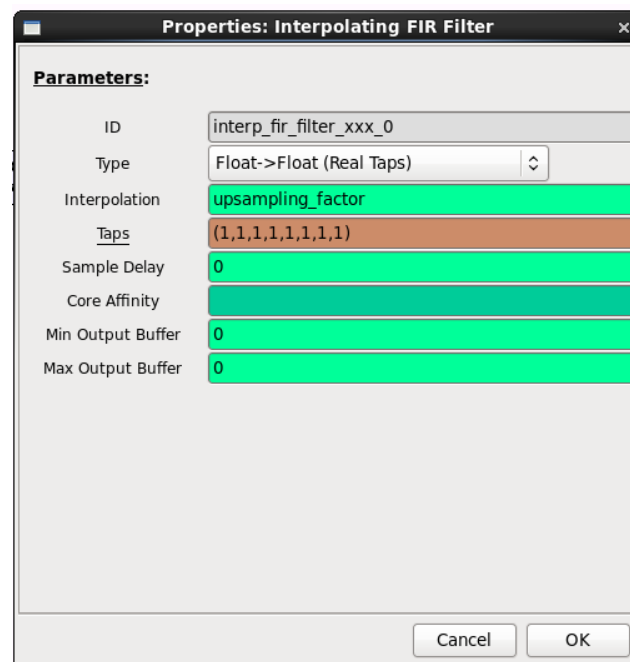 Properties: Interpolating FIR Filter
Parameters:
ID interp_fir_filter_xxx_0
Type Float->Float (Real Taps)
Interpolation upsampling_factor
Taps (1,1,1,1,1,1,1,1)
Sample Delay 0
Core Affinity
Min Output Buffer 0
Max Output Buffer 0
Cancel OK